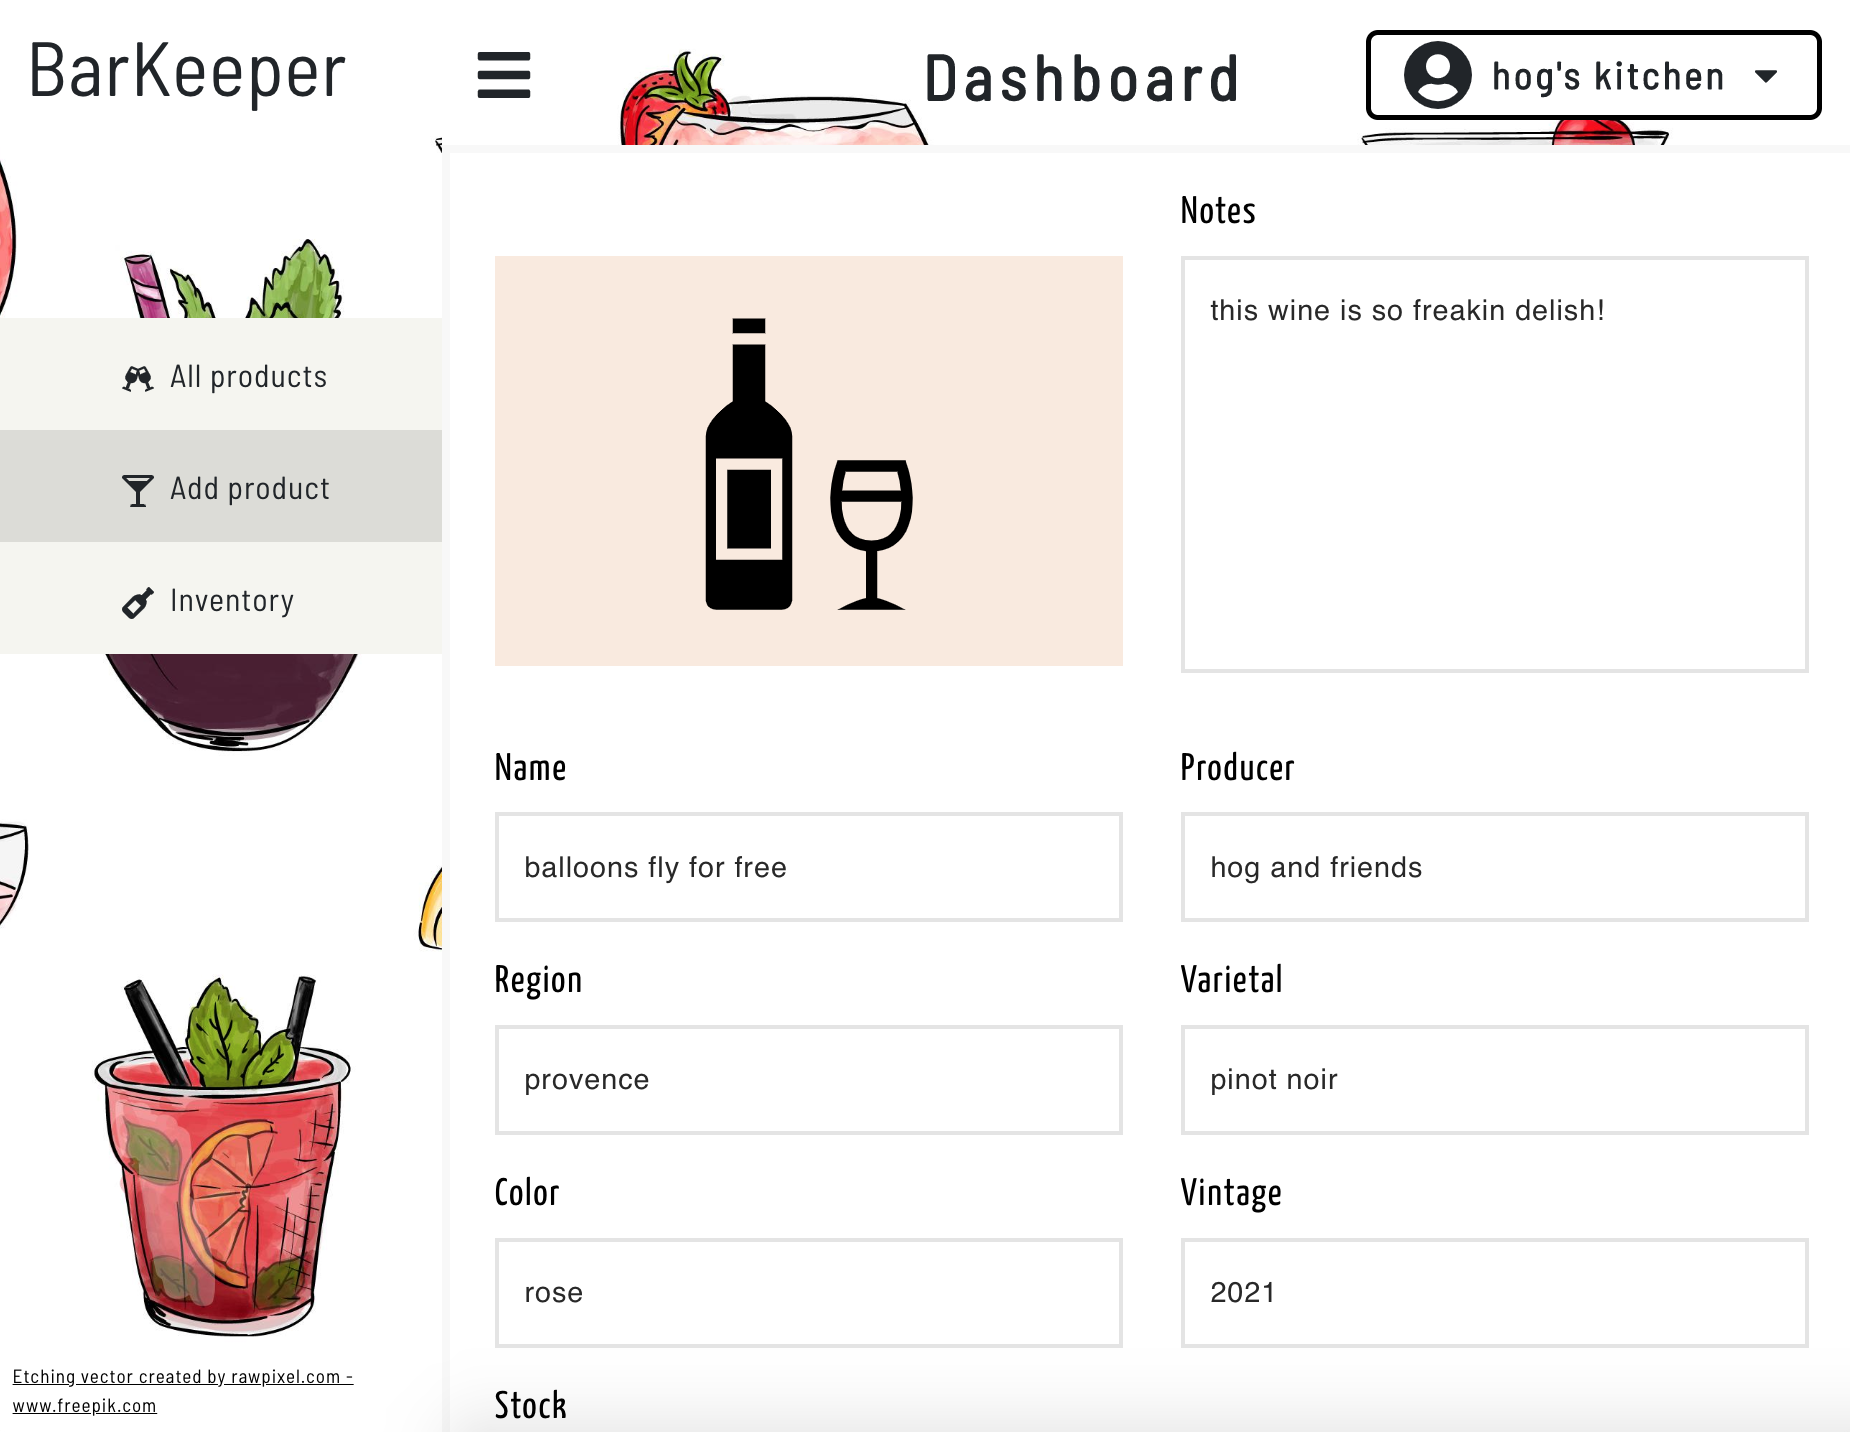 BarKeeper
Dashboard
hog's kitchen
All products
Add product
Inventory
Etching vector created by rawpixel.com -
www.freepik.com
Notes
this wine is so freakin delish!
Name
balloons fly for free
Producer
hog and friends
Region
provence
Varietal
pinot noir
Color
rose
Vintage
2021
Stock